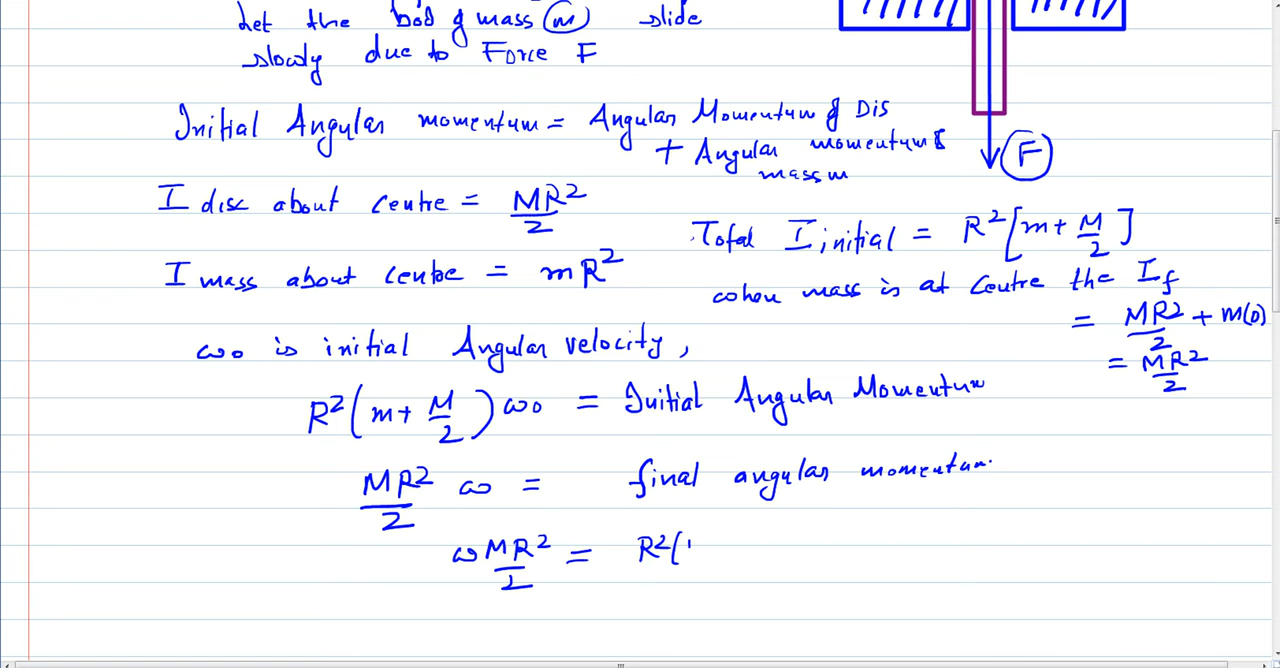 Let the bod of mass (m) slide
slowly due to Force F
Initial Angular momentum = Angular Momentum of Dis
+ Angular momentum of
mass m
F
I disc about centre = MR²/2
Total I initial = R²[m + M/2]
I mass about centre = mR²
when mass is at Centre the If
= MR²/2 + m(0)
= MR²/2
ω0 is initial Angular velocity,
R²(m + M/2) ω0 = Initial Angular Momentum
MR²/2 ω = final angular momentum.
ω MR²/2 = R²(